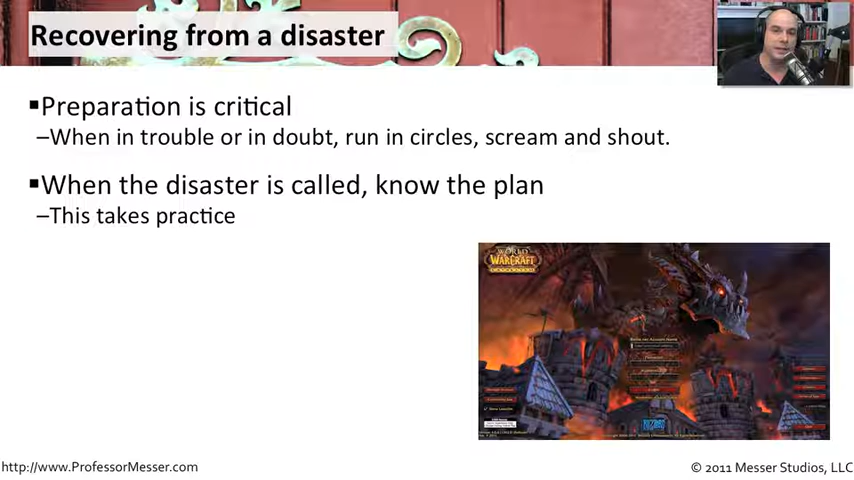 Recovering from a disaster
▪Preparation is critical
–When in trouble or in doubt, run in circles, scream and shout.
▪When the disaster is called, know the plan
–This takes practice
WORLD
WARCRAFT
CATACLYSM
BLIZZARD
http://www.ProfessorMesser.com
© 2011 Messer Studios, LLC